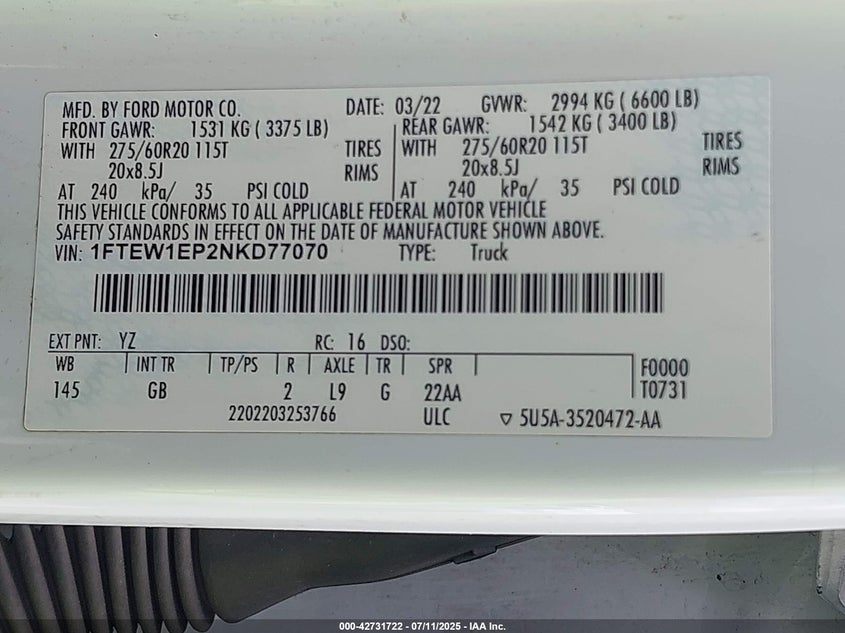 MFD. BY FORD MOTOR CO. DATE: 03/22 GVWR: 2994 KG ( 6600 LB)
FRONT GAWR: 1531 KG ( 3375 LB) REAR GAWR: 1542 KG ( 3400 LB)
WITH 275/60R20 115T TIRES WITH 275/60R20 115T TIRES
20x8.5J RIMS 20x8.5J RIMS
AT 240 kPa/ 35 PSI COLD AT 240 kPa/ 35 PSI COLD
THIS VEHICLE CONFORMS TO ALL APPLICABLE FEDERAL MOTOR VEHICLE
SAFETY STANDARDS IN EFFECT ON THE DATE OF MANUFACTURE SHOWN ABOVE.
VIN: 1FTEW1EP2NKD77070 TYPE: Truck
EXT PNT: YZ RC: 16 DSO:
WB INT TR TP/PS R AXLE TR SPR F0000
145 GB 2 L9 G 22AA T0731
2202203253766 ULC ▽ 5U5A-3520472-AA
000-42731722 - 07/11/2025 - IAA Inc.